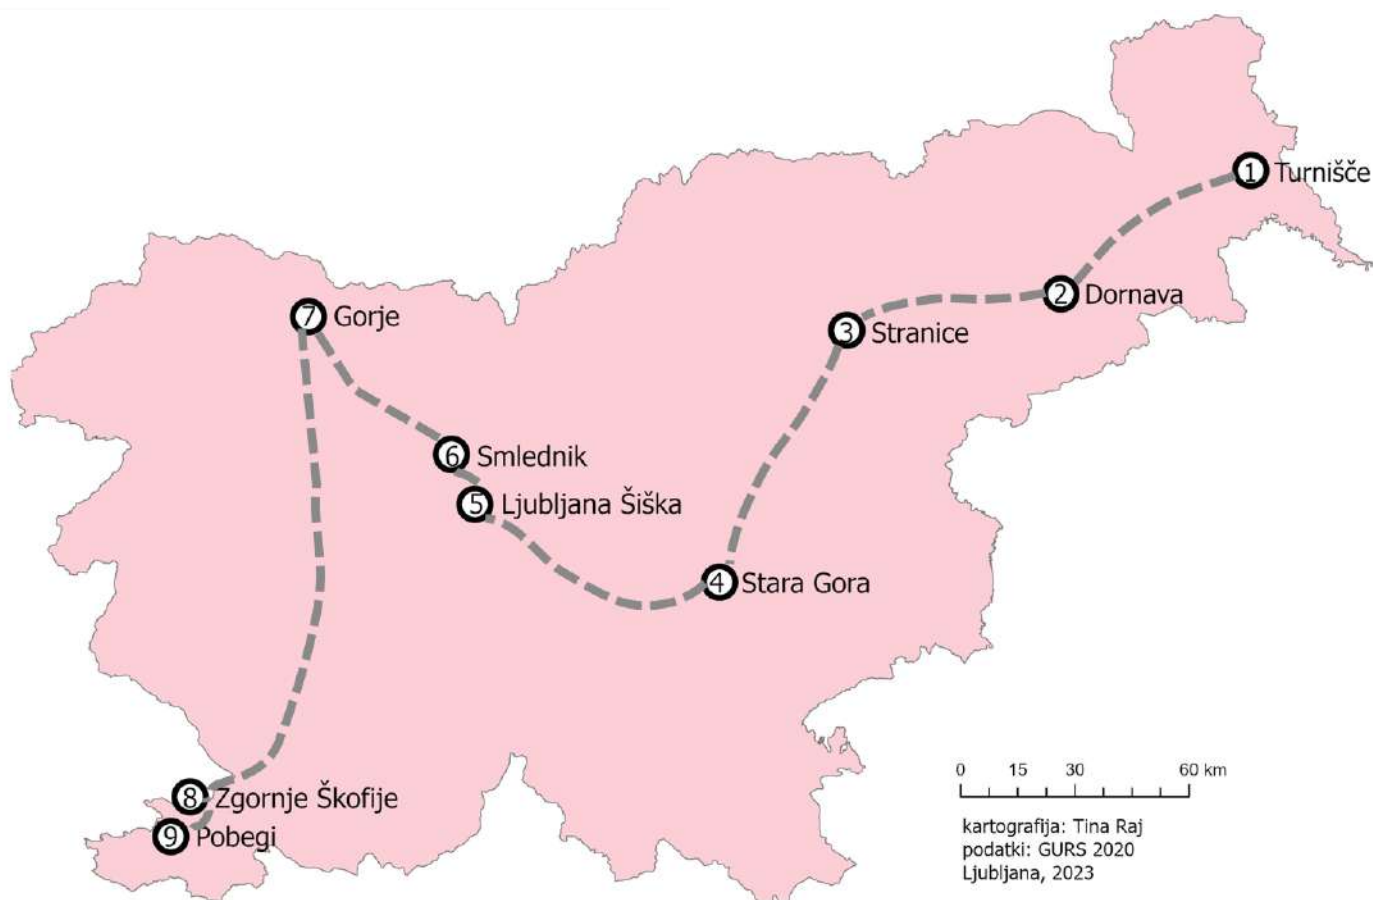 1 Turnišče
2 Dornava
7 Gorje
3 Stranice
6 Smlednik
5 Ljubljana Šiška
4 Stara Gora
8 Zgornje Škofije
9 Pobegi
0 15 30 60 km
kartografija: Tina Raj
podatki: GURS 2020
Ljubljana, 2023